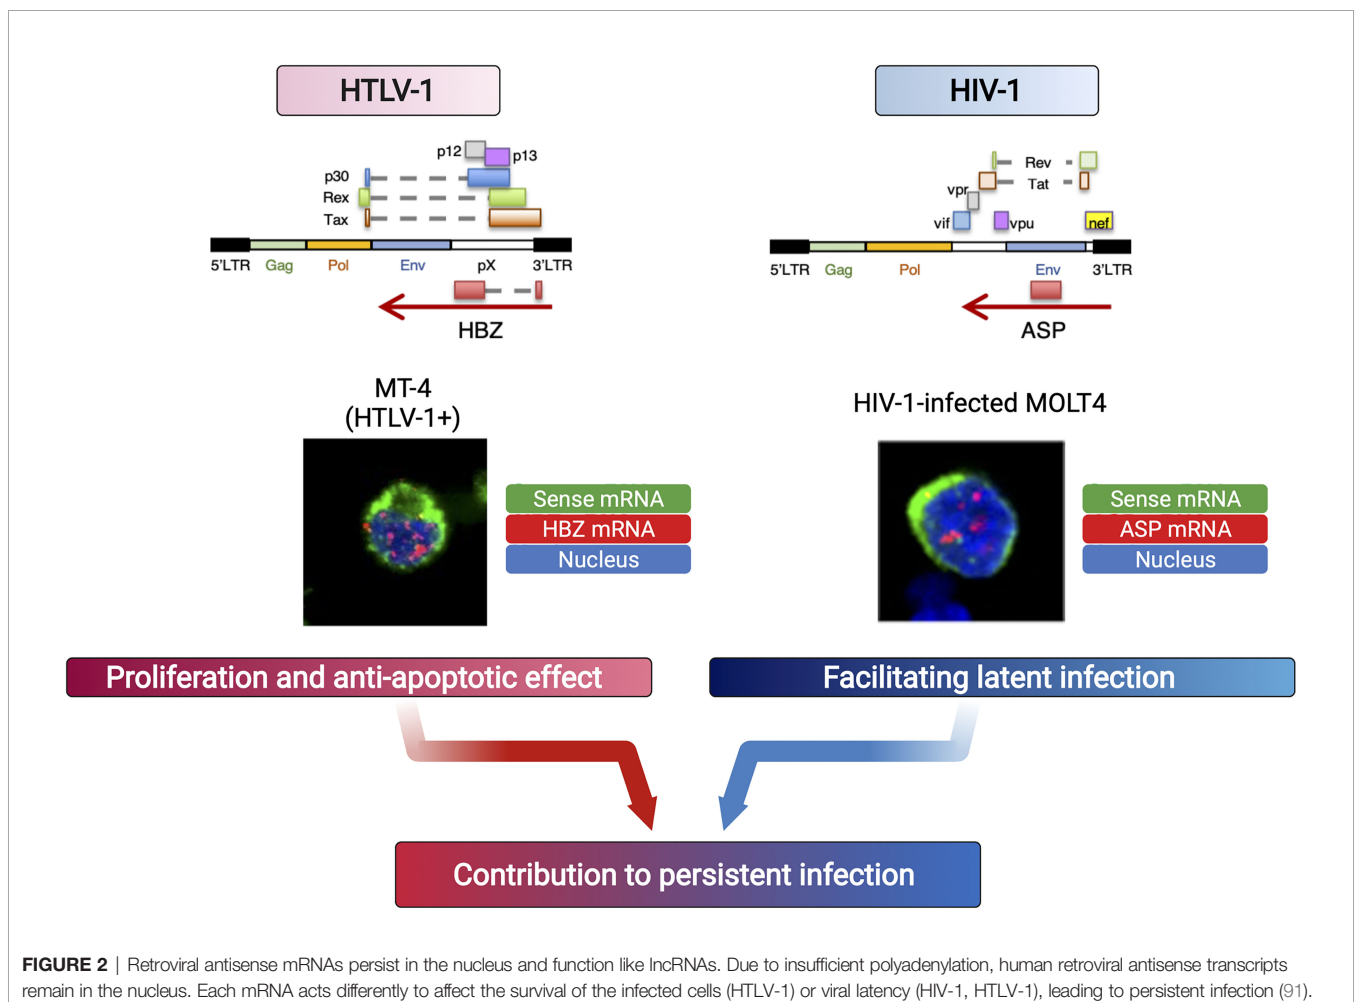 HTLV-1
HIV-1
p12
p13
p30
Rex
Tax
5'LTR
Gag
Pol
Env
pX
3'LTR
HBZ
Rev
Tat
vpr
vif
vpu
nef
5'LTR
Gag
Pol
Env
3'LTR
ASP
MT-4
(HTLV-1+)
HIV-1-infected MOLT4
Sense mRNA
HBZ mRNA
Nucleus
Sense mRNA
ASP mRNA
Nucleus
Proliferation and anti-apoptotic effect
Facilitating latent infection
Contribution to persistent infection
FIGURE 2 | Retroviral antisense mRNAs persist in the nucleus and function like lncRNAs. Due to insufficient polyadenylation, human retroviral antisense transcripts
remain in the nucleus. Each mRNA acts differently to affect the survival of the infected cells (HTLV-1) or viral latency (HIV-1, HTLV-1), leading to persistent infection (91).